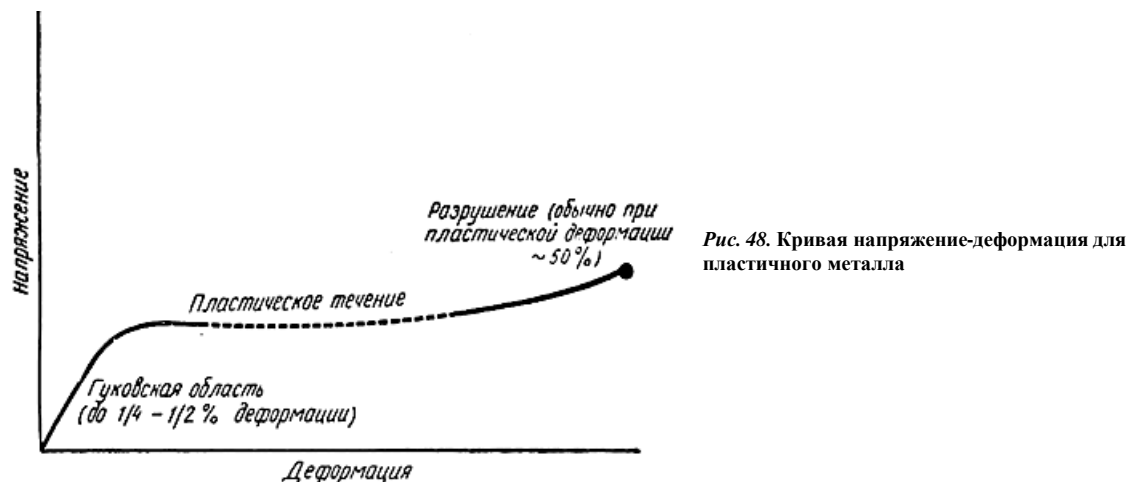 Напряжение
Разрушение (обычно при
пластической деформации
~ 50%)
Пластическое течение
Гуковская область
(до 1/4 – 1/2 % деформации)
Деформация
Рис. 48. Кривая напряжение-деформация для
пластичного металла